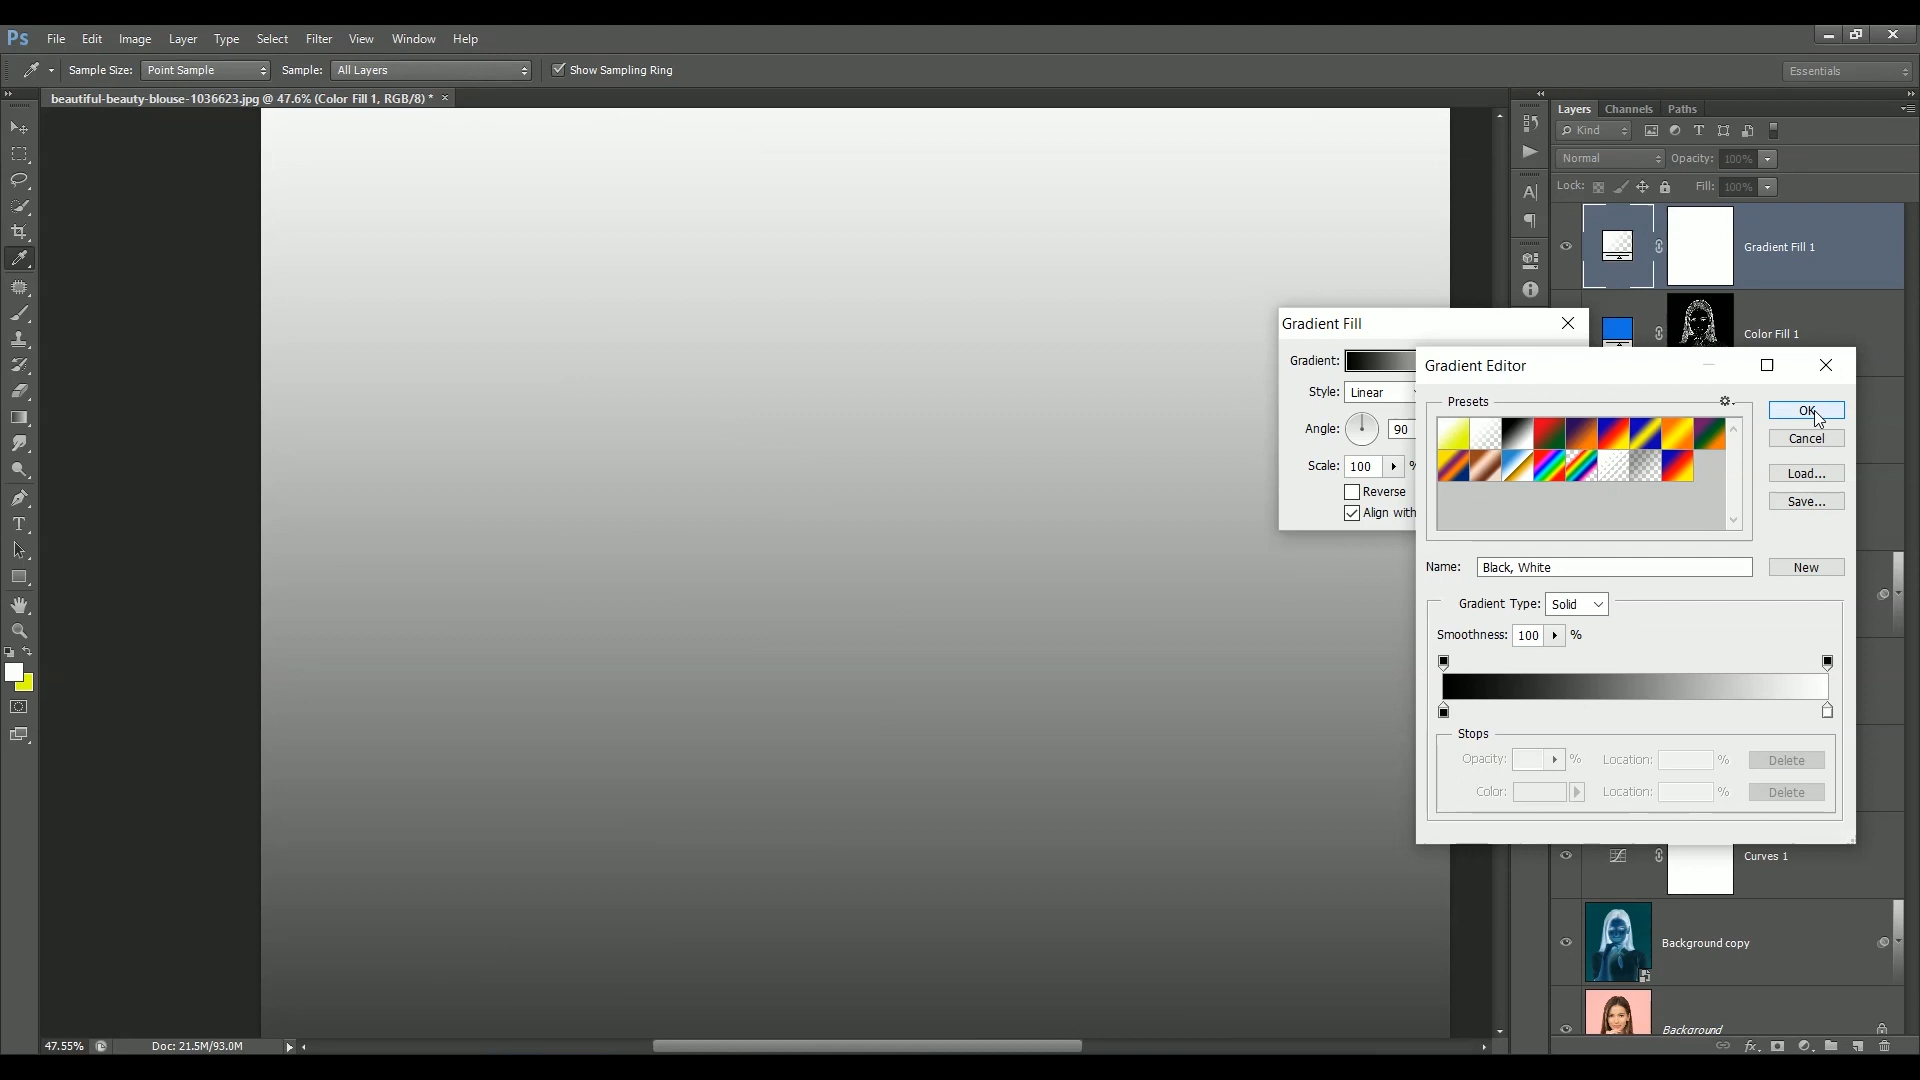 Ps File Edit Image Layer Type Select Filter View Window Help
Sample Size: Point Sample Sample: All Layers Show Sampling Ring Essentials
beautiful-beauty-blouse-1036623.jpg @ 47.6% (Color Fill 1, RGB/8) *
Layers Channels Paths
Kind
Normal Opacity: 100%
Lock: Fill: 100%
Gradient Fill 1
Color Fill 1
Gradient Fill
Gradient:
Style: Linear
Angle: 90
Scale: 100 %
Reverse
Align with
Gradient Editor
Presets
OK
Cancel
Load...
Save...
Name: Black, White New
Gradient Type: Solid
Smoothness: 100 %
Stops
Opacity: % Location: % Delete
Color: Location: % Delete
Curves 1
Background copy
Background
47.55% Doc: 21.5M/93.0M